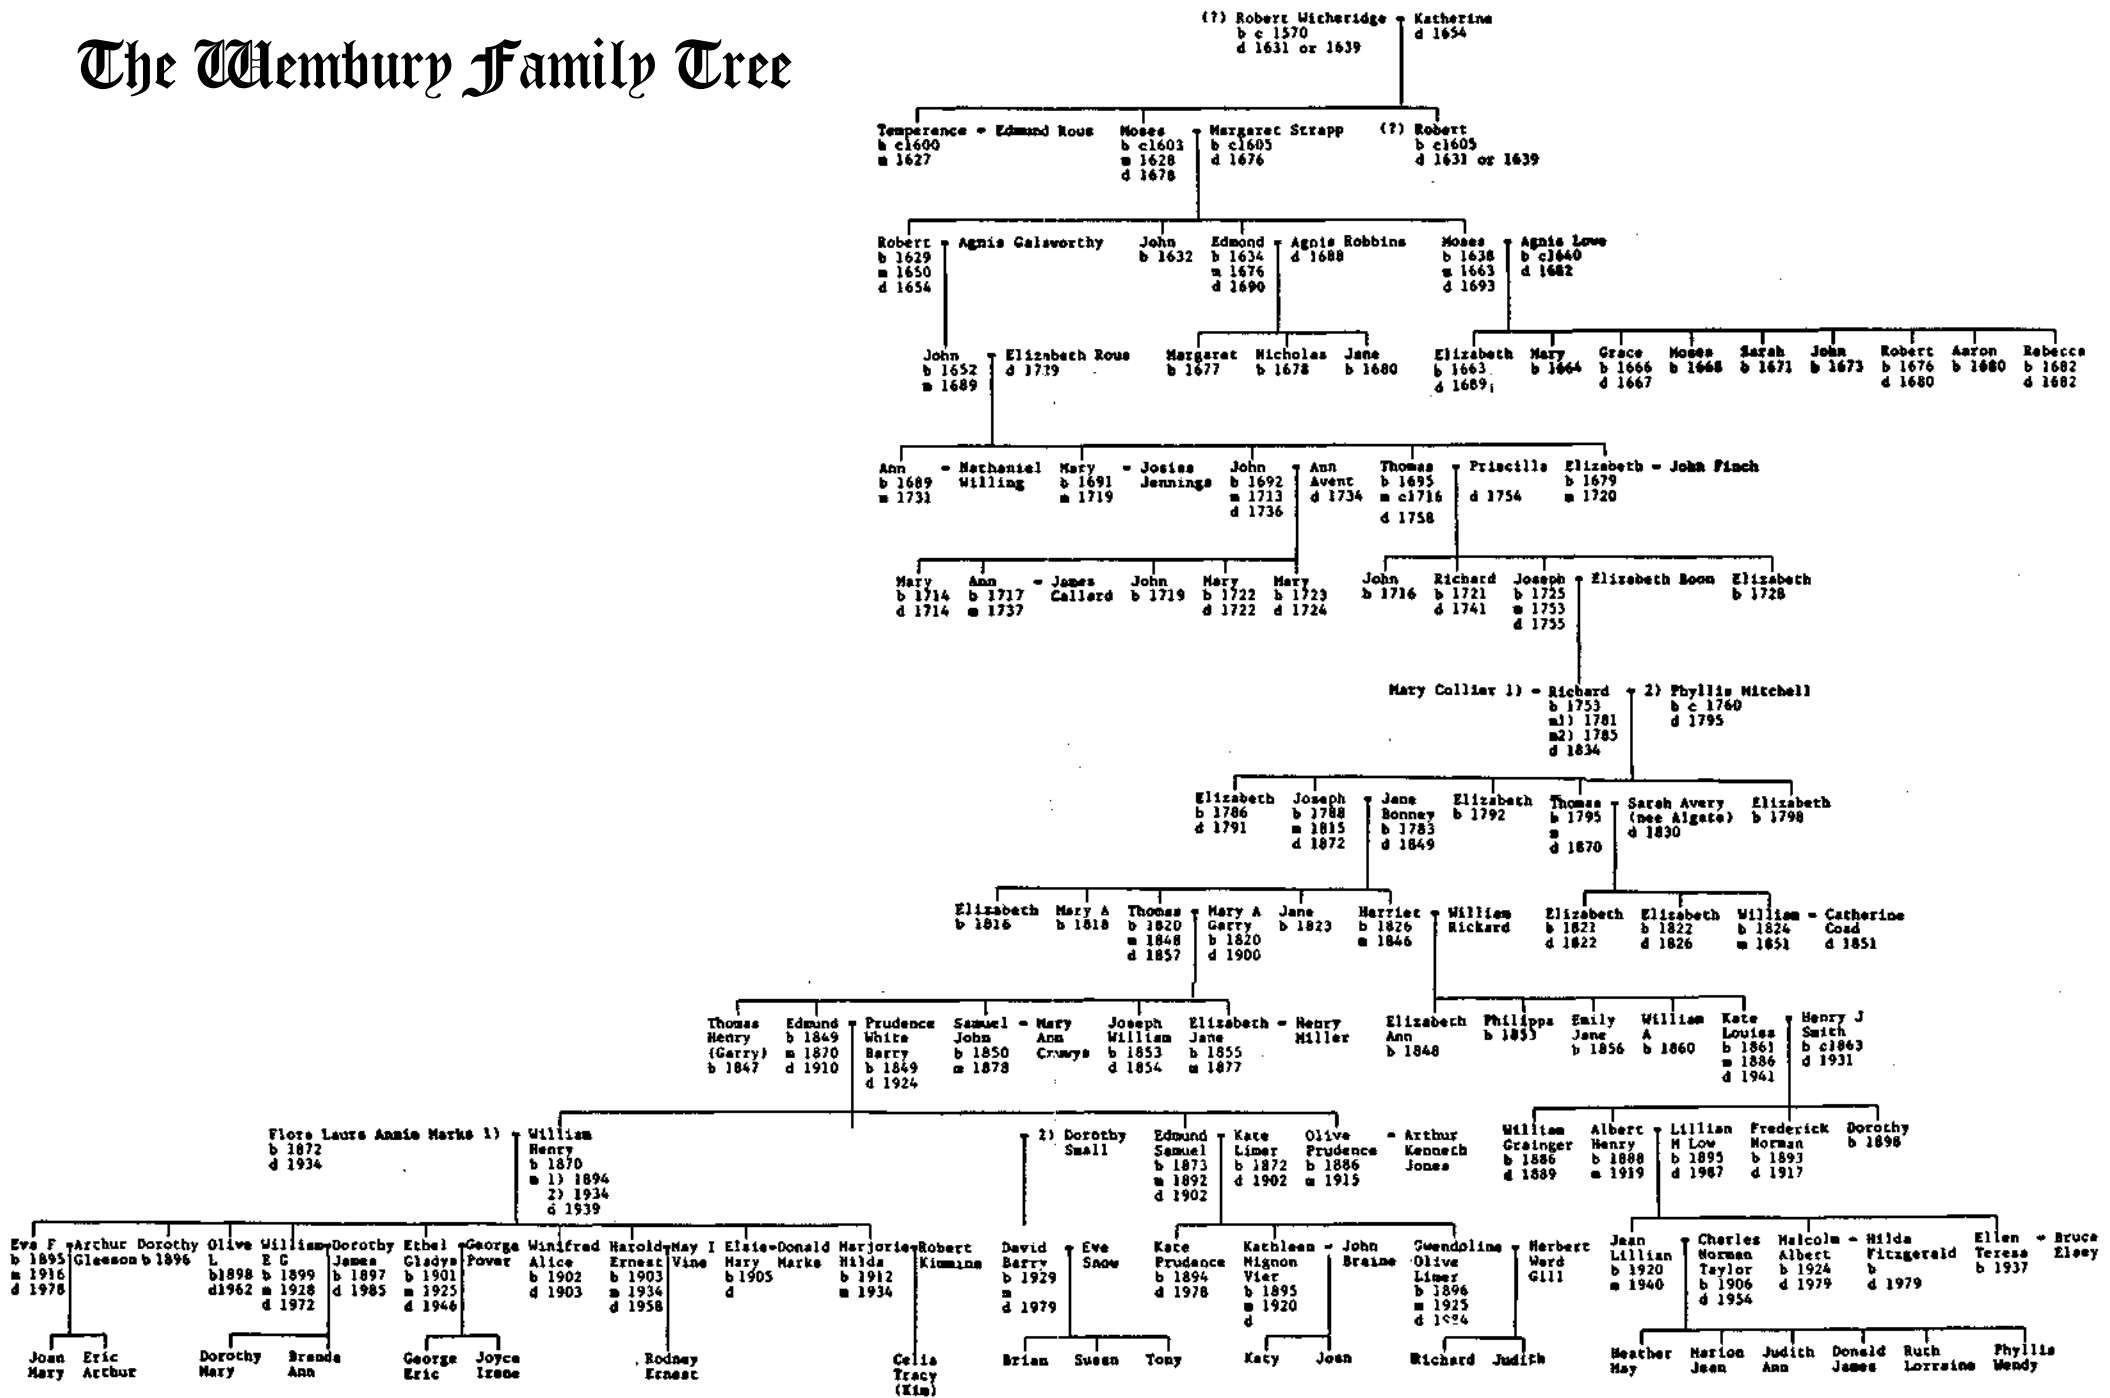 The Wembury Family Tree
(?) Robert Witheridge = Katherine
b c 1570 d 1654
d 1631 or 1639
Temperance = Edmund Rous Moses = Margaret Strapp (?) Robert
b c1600 b c1603 b c1605 b c1605
m 1627 m 1628 d 1676 d 1631 or 1639
d 1678
Robert = Agnis Galsworthy John Edmond = Agnis Robbins Moses = Agnis Lowe
b 1629 b 1632 b 1634 d 1688 b 1638 b c1640
m 1650 m 1676 m 1663 d 1682
d 1654 d 1690 d 1693
John = Elizabeth Rous Margaret Nicholas Jane Elizabeth Mary Grace Moses Sarah John Robert Aaron Rebecca
b 1652 b 1677 b 1678 b 1680 b 1663 b 1664 b 1666 b 1668 b 1671 b 1673 b 1676 b 1680 b 1682
m 1689 d 1689 d 1667 d 1680 d 1682
Ann = Nathaniel Mary = Josias John = Ann Thomas = Priscilla Elizabeth = John Finch
b 1689 Willing b 1691 Jennings b 1692 Avent b 1695 b 1679
m 1731 m 1719 m 1713 d 1734 m c1716 d 1754 m 1720
d 1736 d 1758
Mary Ann = James John Mary Mary John Richard Joseph = Elizabeth Boon Elizabeth
b 1714 b 1717 Callard b 1719 b 1722 b 1723 b 1716 b 1721 b 1725 b 1728
d 1714 m 1737 d 1722 d 1724 d 1741 m 1753
d 1755
Mary Collier 1) = Richard = 2) Phyllis Mitchell
b 1753 b c 1760
m1) 1781 d 1795
m2) 1785
d 1834
Elizabeth Joseph = Jane Elizabeth Thomas = Sarah Avery Elizabeth
b 1786 b 1788 Bonney b 1792 b 1795 (nee Algate) b 1798
d 1791 m 1815 b 1783 m d 1830
d 1872 d 1849 d 1870
Elizabeth Mary A Thomas = Mary A Jane Harriet = William Elizabeth Elizabeth William = Catherine
b 1816 b 1818 b 1820 Garry b 1823 b 1826 Rickard b 1821 b 1822 b 1824 Coad
m 1848 b 1820 m 1846 d 1822 d 1826 m 1851 d 1851
d 1857 d 1900
Thomas Edmund = Prudence Samuel = Mary Joseph Elizabeth = Henry Elizabeth Philippa Emily William Kate = Henry J
Henry b 1849 White John Ann William Jane Miller Ann b 1853 Jane A Louisa Smith
(Garry) m 1870 Barry b 1850 Cruwys b 1853 b 1855 b 1848 b 1856 b 1860 b 1861 b c1863
b 1847 d 1910 b 1849 m 1878 d 1854 m 1877 m 1886 d 1931
d 1924 d 1941
Flora Laura Annie Marks 1) = William = 2) Dorothy Edmund = Kate Olive = Arthur William Albert = Lillian Frederick Dorothy
b 1872 Henry Small Samuel Limer Prudence Kenneth Grainger Henry M Low Norman b 1898
d 1934 b 1870 b 1873 b 1872 b 1886 Jones b 1886 b 1888 b 1895 b 1893
m 1) 1894 m 1892 d 1902 m 1915 d 1889 m 1919 d 1987 d 1917
2) 1934 d 1902
d 1939
Eva F = Arthur Dorothy Olive William = Dorothy Ethel = George Winifred Harold = May I Elsie = Donald Marjorie = Robert David = Eve Kate Kathleen = John Gwendoline = Herbert Jean = Charles Malcolm = Hilda Ellen = Bruce
b 1895 Gleeson b 1896 L E G James Gladys Pover Alice Ernest Vine Mary Marks Hilda Kimmins Barry Snow Prudence Mignon Braine Olive Ward Lillian Norman Albert Fitzgerald Teresa Elsey
m 1916 b1898 b 1899 b 1897 b 1901 b 1902 b 1903 b 1905 b 1912 b 1929 b 1894 Vier Limer Gill b 1920 Taylor b 1924 b b 1937
d 1978 d1962 m 1928 d 1985 m 1925 d 1903 m 1934 d m 1934 m d 1978 b 1895 b 1896 m 1940 b 1906 d 1979 d 1979
d 1972 d 1946 d 1958 d 1979 m 1920 m 1925 d 1954
d d
Joan Eric Dorothy Brenda George Joyce Rodney Celia Brian Susan Tony Katy Joan Richard Judith Heather Marion Judith Donald Ruth Phyllis
Mary Arthur Mary Ann Eric Irene Ernest Tracy May Jean Ann James Lorraine Wendy
(Kim)